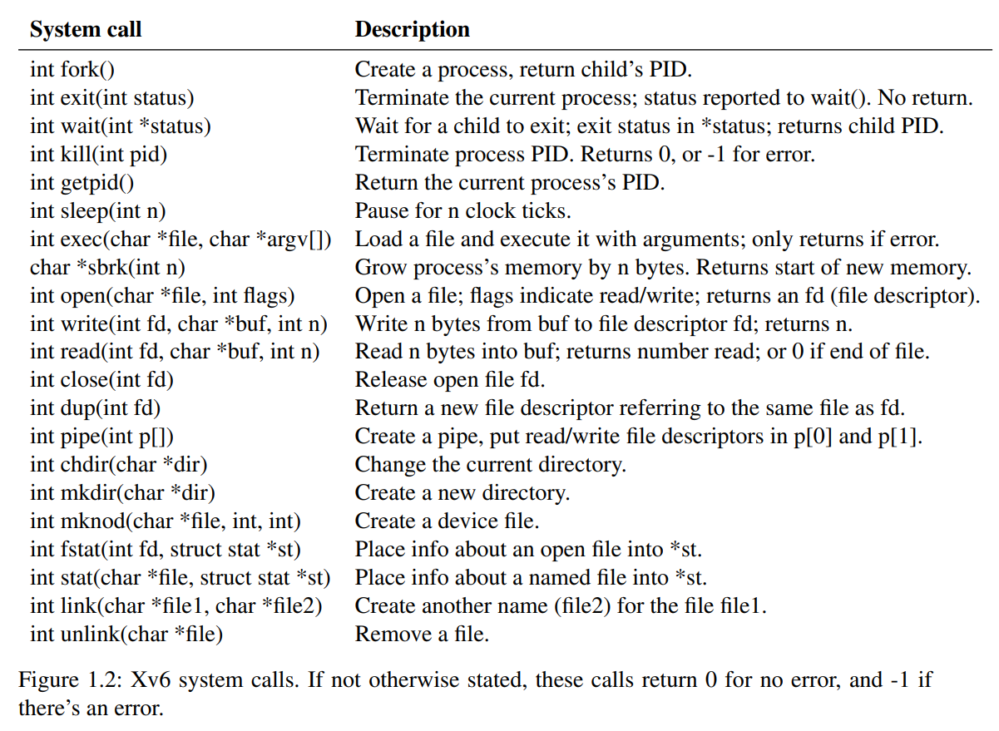 System call Description
int fork() Create a process, return child’s PID.
int exit(int status) Terminate the current process; status reported to wait(). No return.
int wait(int *status) Wait for a child to exit; exit status in *status; returns child PID.
int kill(int pid) Terminate process PID. Returns 0, or -1 for error.
int getpid() Return the current process’s PID.
int sleep(int n) Pause for n clock ticks.
int exec(char *file, char *argv[]) Load a file and execute it with arguments; only returns if error.
char *sbrk(int n) Grow process’s memory by n bytes. Returns start of new memory.
int open(char *file, int flags) Open a file; flags indicate read/write; returns an fd (file descriptor).
int write(int fd, char *buf, int n) Write n bytes from buf to file descriptor fd; returns n.
int read(int fd, char *buf, int n) Read n bytes into buf; returns number read; or 0 if end of file.
int close(int fd) Release open file fd.
int dup(int fd) Return a new file descriptor referring to the same file as fd.
int pipe(int p[]) Create a pipe, put read/write file descriptors in p[0] and p[1].
int chdir(char *dir) Change the current directory.
int mkdir(char *dir) Create a new directory.
int mknod(char *file, int, int) Create a device file.
int fstat(int fd, struct stat *st) Place info about an open file into *st.
int stat(char *file, struct stat *st) Place info about a named file into *st.
int link(char *file1, char *file2) Create another name (file2) for the file file1.
int unlink(char *file) Remove a file.
Figure 1.2: Xv6 system calls. If not otherwise stated, these calls return 0 for no error, and -1 if
there’s an error.